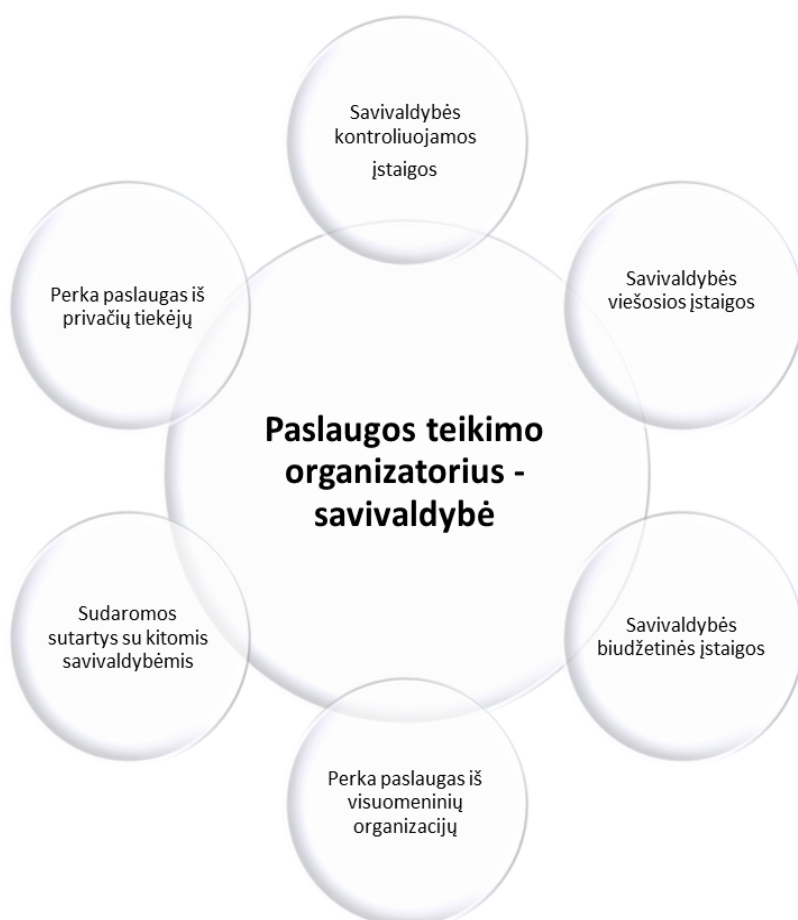 Savivaldybės
kontroliuojamos
įstaigos
Savivaldybės
viešosios įstaigos
Savivaldybės
biudžetinės įstaigos
Perka paslaugas iš
visuomeninių
organizacijų
Sudaromos
sutartys su kitomis
savivaldybėmis
Perka paslaugas iš
privačių tiekėjų
Paslaugos teikimo
organizatorius -
savivaldybė